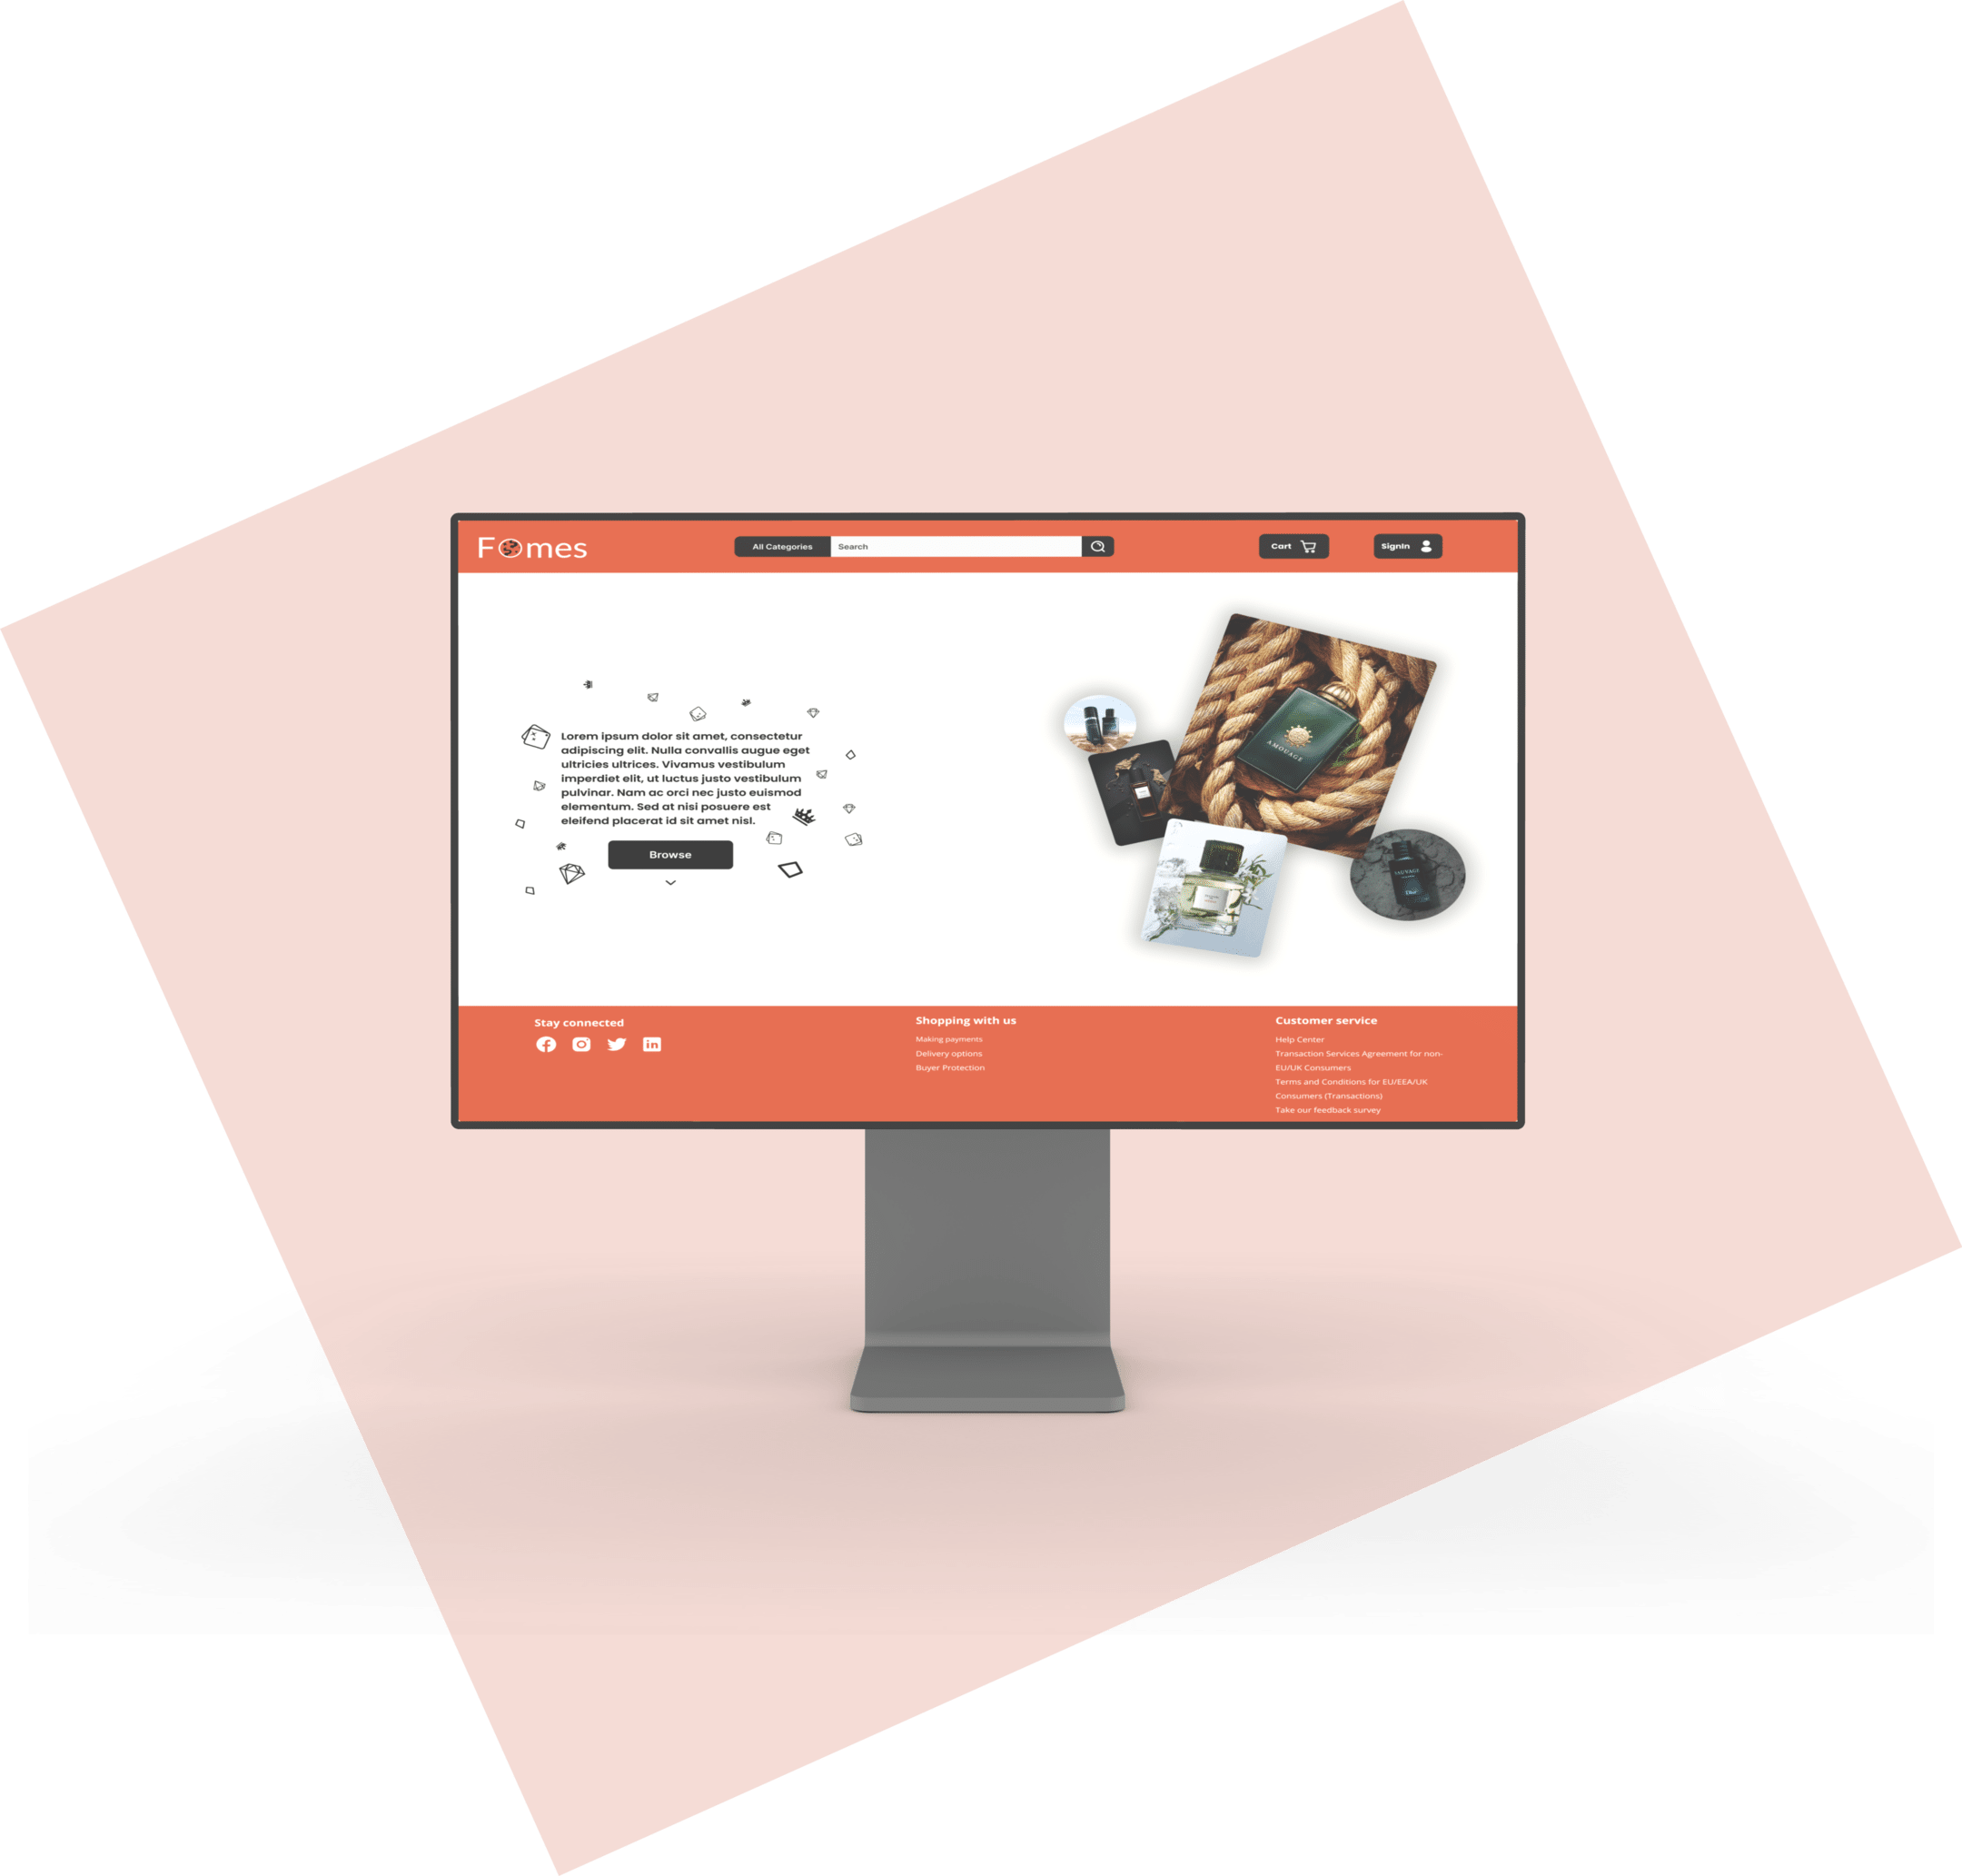 Fomes
All Categories
Search
Cart
SignIn
Lorem ipsum dolor sit amet, consectetur
adipiscing elit. Nulla convallis augue eget
ultricies ultrices. Vivamus vestibulum
imperdiet elit, ut luctus justo vestibulum
pulvinar. Nam ac orci nec justo euismod
elementum. Sed at nisi posuere est
eleifend placerat id sit amet nisl.
Browse
AMOUAGE
Dior
Stay connected
Shopping with us
Making payments
Delivery options
Buyer Protection
Customer service
Help Center
Transaction Services Agreement for non-
EU/UK Consumers
Terms and Conditions for EU/EEA/UK
Consumers (Transactions)
Take our feedback survey